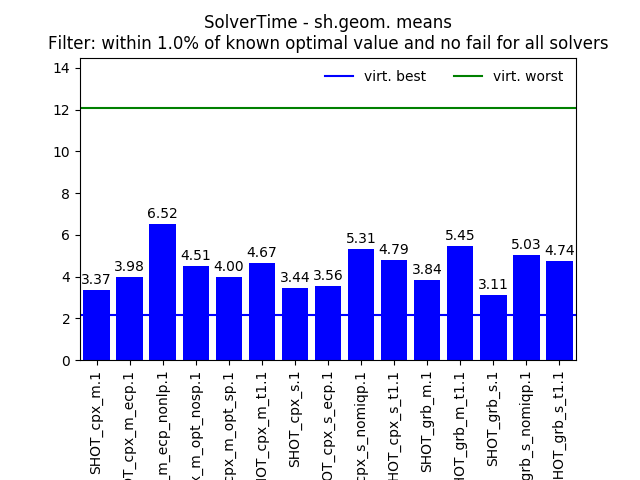 SolverTime - sh.geom. means
Filter: within 1.0% of known optimal value and no fail for all solvers
virt. best
virt. worst
14
12
10
8
6
4
2
0
3.37
3.98
6.52
4.51
4.00
4.67
3.44
3.56
5.31
4.79
3.84
5.45
3.11
5.03
4.74
SHOT_cpx_m.1
OT_cpx_m_ecp.1
_m_ecp_nonlp.1
x_m_opt_nosp.1
cpx_m_opt_sp.1
HOT_cpx_m_t1.1
SHOT_cpx_s.1
OT_cpx_s_ecp.1
cpx_s_nomiqp.1
HOT_cpx_s_t1.1
SHOT_grb_m.1
HOT_grb_m_t1.1
SHOT_grb_s.1
grb_s_nomiqp.1
HOT_grb_s_t1.1